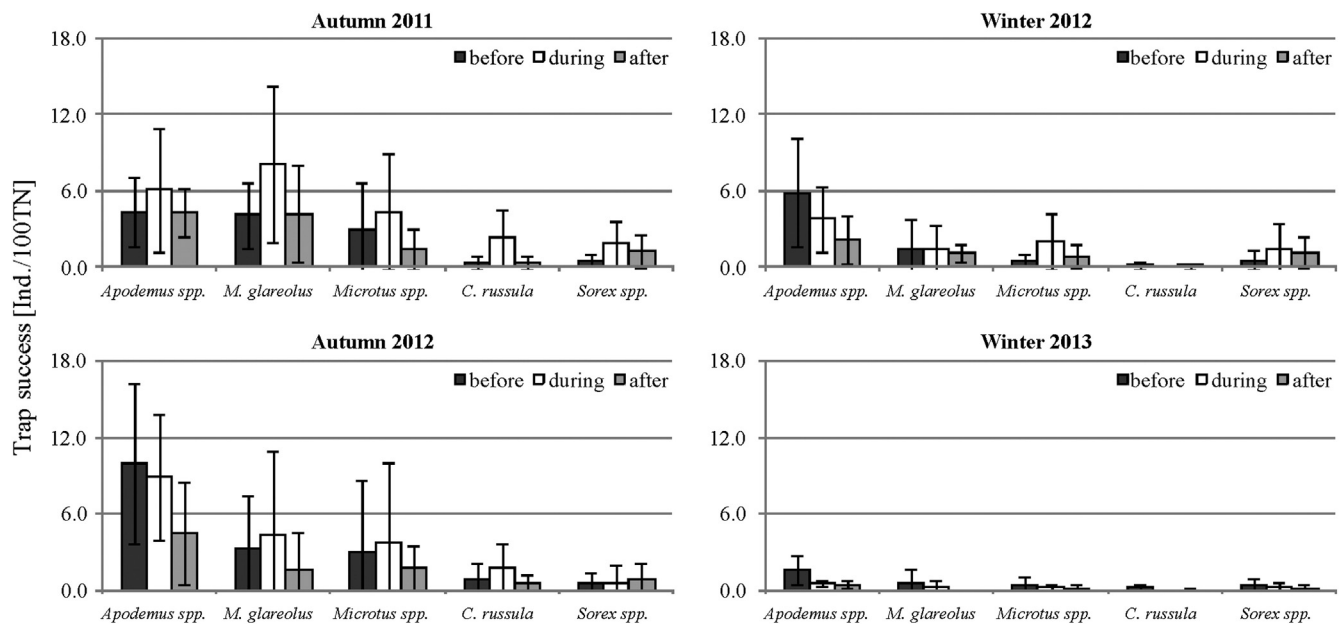 Trap success [Ind./100TN]
Autumn 2011
18.0
before during after
12.0
6.0
0.0
Apodemus spp. M. glareolus Microtus spp. C. russula Sorex spp.
Winter 2012
18.0
before during after
12.0
6.0
0.0
Apodemus spp. M. glareolus Microtus spp. C. russula Sorex spp.
Autumn 2012
18.0
before during after
12.0
6.0
0.0
Apodemus spp. M. glareolus Microtus spp. C. russula Sorex spp.
Winter 2013
18.0
before during after
12.0
6.0
0.0
Apodemus spp. M. glareolus Microtus spp. C. russula Sorex spp.